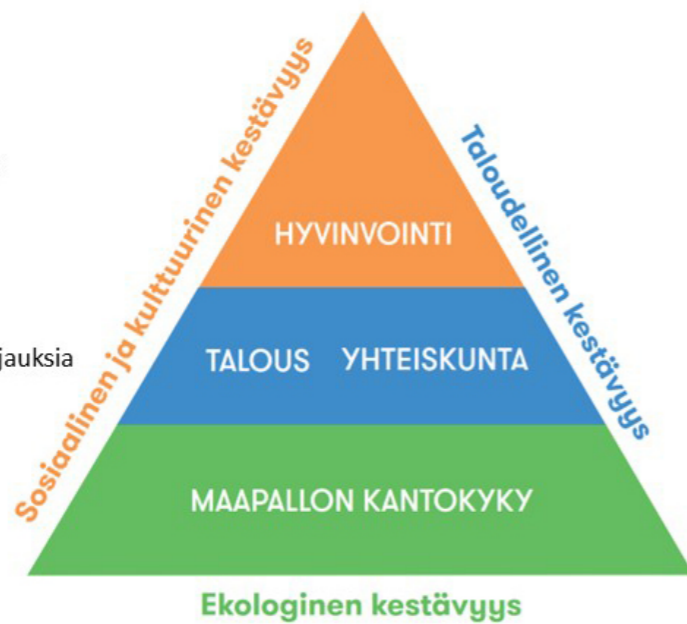 Sosiaalinen ja kulttuurinen kestävyys
Taloudellinen kestävyys
HYVINVOINTI
jauksia
TALOUS YHTEISKUNTA
MAAPALLON KANTOKYKY
Ekologinen kestävyys